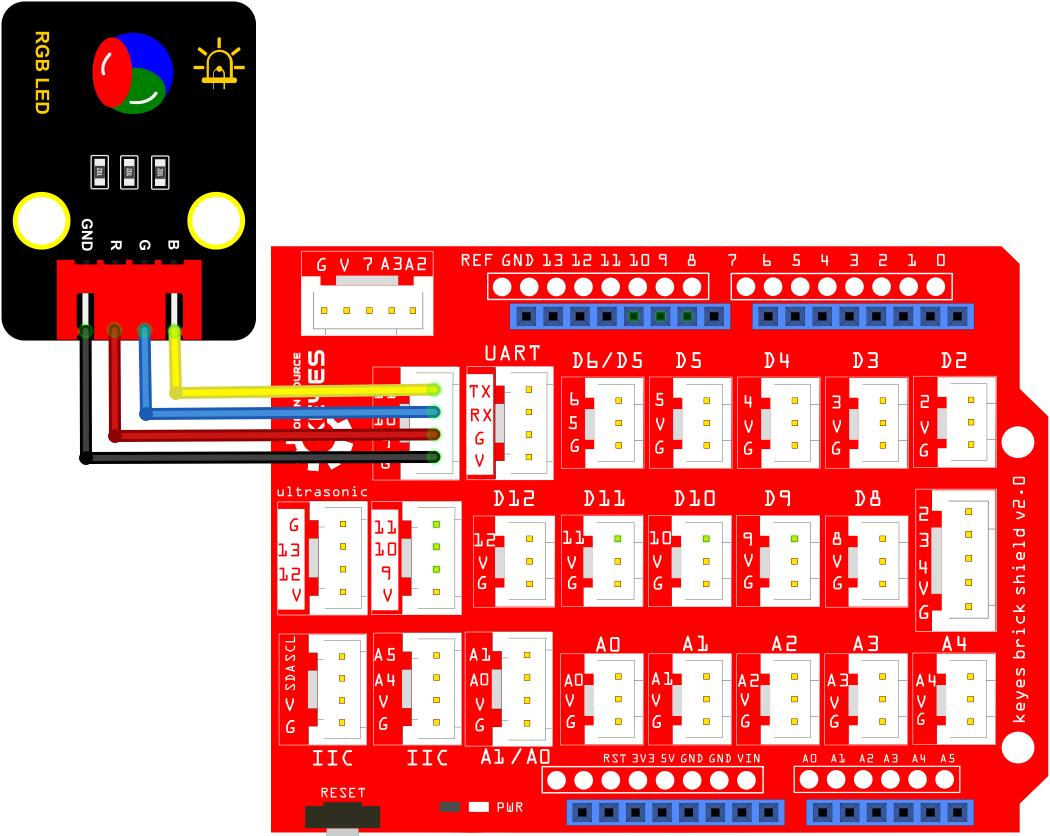 RGB LED
102 102 102
GND R G B
G V 7 A3 A2
REF GND 13 12 11 10 9 8 7 6 5 4 3 2 1 0
UART
TX
RX
G
V
D6/D5
6
5
G
D5
5
V
G
D4
4
V
G
D3
3
V
G
D2
2
V
G
ultrasonic
G
13
12
V
11
10
9
V
D12
12
V
G
D11
11
V
G
D10
10
V
G
D9
9
V
G
D8
8
V
G
2
3
4
V
G
keyes brick shield v2.0
SCL
SDA
V
G
IIC
A5
A4
V
G
IIC
A1
A0
V
G
A1/A0
A0
A0
V
G
A1
A1
V
G
A2
A2
V
G
A3
A3
V
G
A4
A4
V
G
RST 3V3 5V GND GND VIN
A0 A1 A2 A3 A4 A5
RESET
PWR